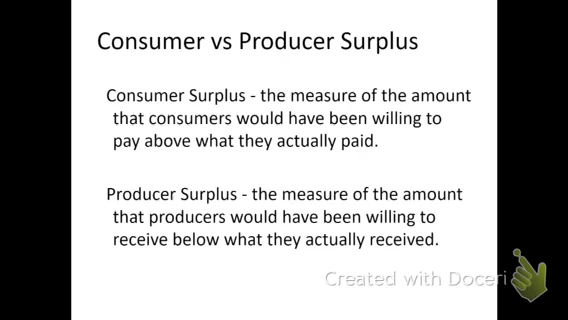 Consumer vs Producer Surplus
Consumer Surplus - the measure of the amount
that consumers would have been willing to
pay above what they actually paid.
Producer Surplus - the measure of the amount
that producers would have been willing to
receive below what they actually received.
Created with Doceri